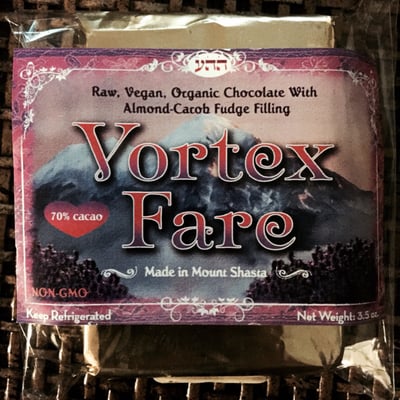 ההע
Raw, Vegan, Organic Chocolate With
Almond-Carob Fudge Filling
Vortex
Fare
70% cacao
Made in Mount Shasta
NON-GMO
Keep Refrigerated
Net Weight: 3.5 oz.